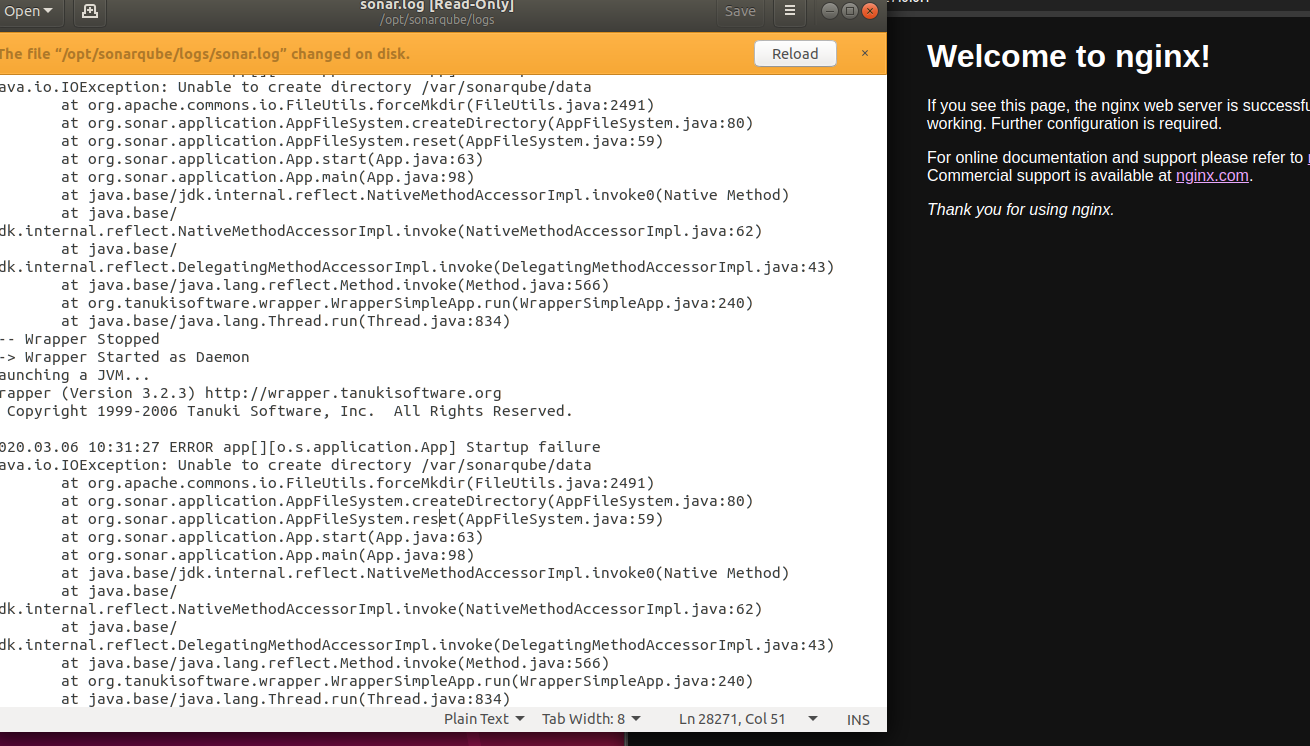 Open
sonar.log [Read-Only]
/opt/sonarqube/logs
Save
The file “/opt/sonarqube/logs/sonar.log” changed on disk.
Reload
ava.io.IOException: Unable to create directory /var/sonarqube/data
at org.apache.commons.io.FileUtils.forceMkdir(FileUtils.java:2491)
at org.sonar.application.AppFileSystem.createDirectory(AppFileSystem.java:80)
at org.sonar.application.AppFileSystem.reset(AppFileSystem.java:59)
at org.sonar.application.App.start(App.java:63)
at org.sonar.application.App.main(App.java:98)
at java.base/jdk.internal.reflect.NativeMethodAccessorImpl.invoke0(Native Method)
at java.base/
dk.internal.reflect.NativeMethodAccessorImpl.invoke(NativeMethodAccessorImpl.java:62)
at java.base/
dk.internal.reflect.DelegatingMethodAccessorImpl.invoke(DelegatingMethodAccessorImpl.java:43)
at java.base/java.lang.reflect.Method.invoke(Method.java:566)
at org.tanukisoftware.wrapper.WrapperSimpleApp.run(WrapperSimpleApp.java:240)
at java.base/java.lang.Thread.run(Thread.java:834)
-- Wrapper Stopped
-> Wrapper Started as Daemon
aunching a JVM...
rapper (Version 3.2.3) http://wrapper.tanukisoftware.org
Copyright 1999-2006 Tanuki Software, Inc.  All Rights Reserved.
020.03.06 10:31:27 ERROR app[][o.s.application.App] Startup failure
ava.io.IOException: Unable to create directory /var/sonarqube/data
at org.apache.commons.io.FileUtils.forceMkdir(FileUtils.java:2491)
at org.sonar.application.AppFileSystem.createDirectory(AppFileSystem.java:80)
at org.sonar.application.AppFileSystem.reset(AppFileSystem.java:59)
at org.sonar.application.App.start(App.java:63)
at org.sonar.application.App.main(App.java:98)
at java.base/jdk.internal.reflect.NativeMethodAccessorImpl.invoke0(Native Method)
at java.base/
dk.internal.reflect.NativeMethodAccessorImpl.invoke(NativeMethodAccessorImpl.java:62)
at java.base/
dk.internal.reflect.DelegatingMethodAccessorImpl.invoke(DelegatingMethodAccessorImpl.java:43)
at java.base/java.lang.reflect.Method.invoke(Method.java:566)
at org.tanukisoftware.wrapper.WrapperSimpleApp.run(WrapperSimpleApp.java:240)
at java.base/java.lang.Thread.run(Thread.java:834)
Plain Text Tab Width: 8 Ln 28271, Col 51 INS
Welcome to nginx!
If you see this page, the nginx web server is successfu
working. Further configuration is required.
For online documentation and support please refer to
Commercial support is available at nginx.com.
Thank you for using nginx.